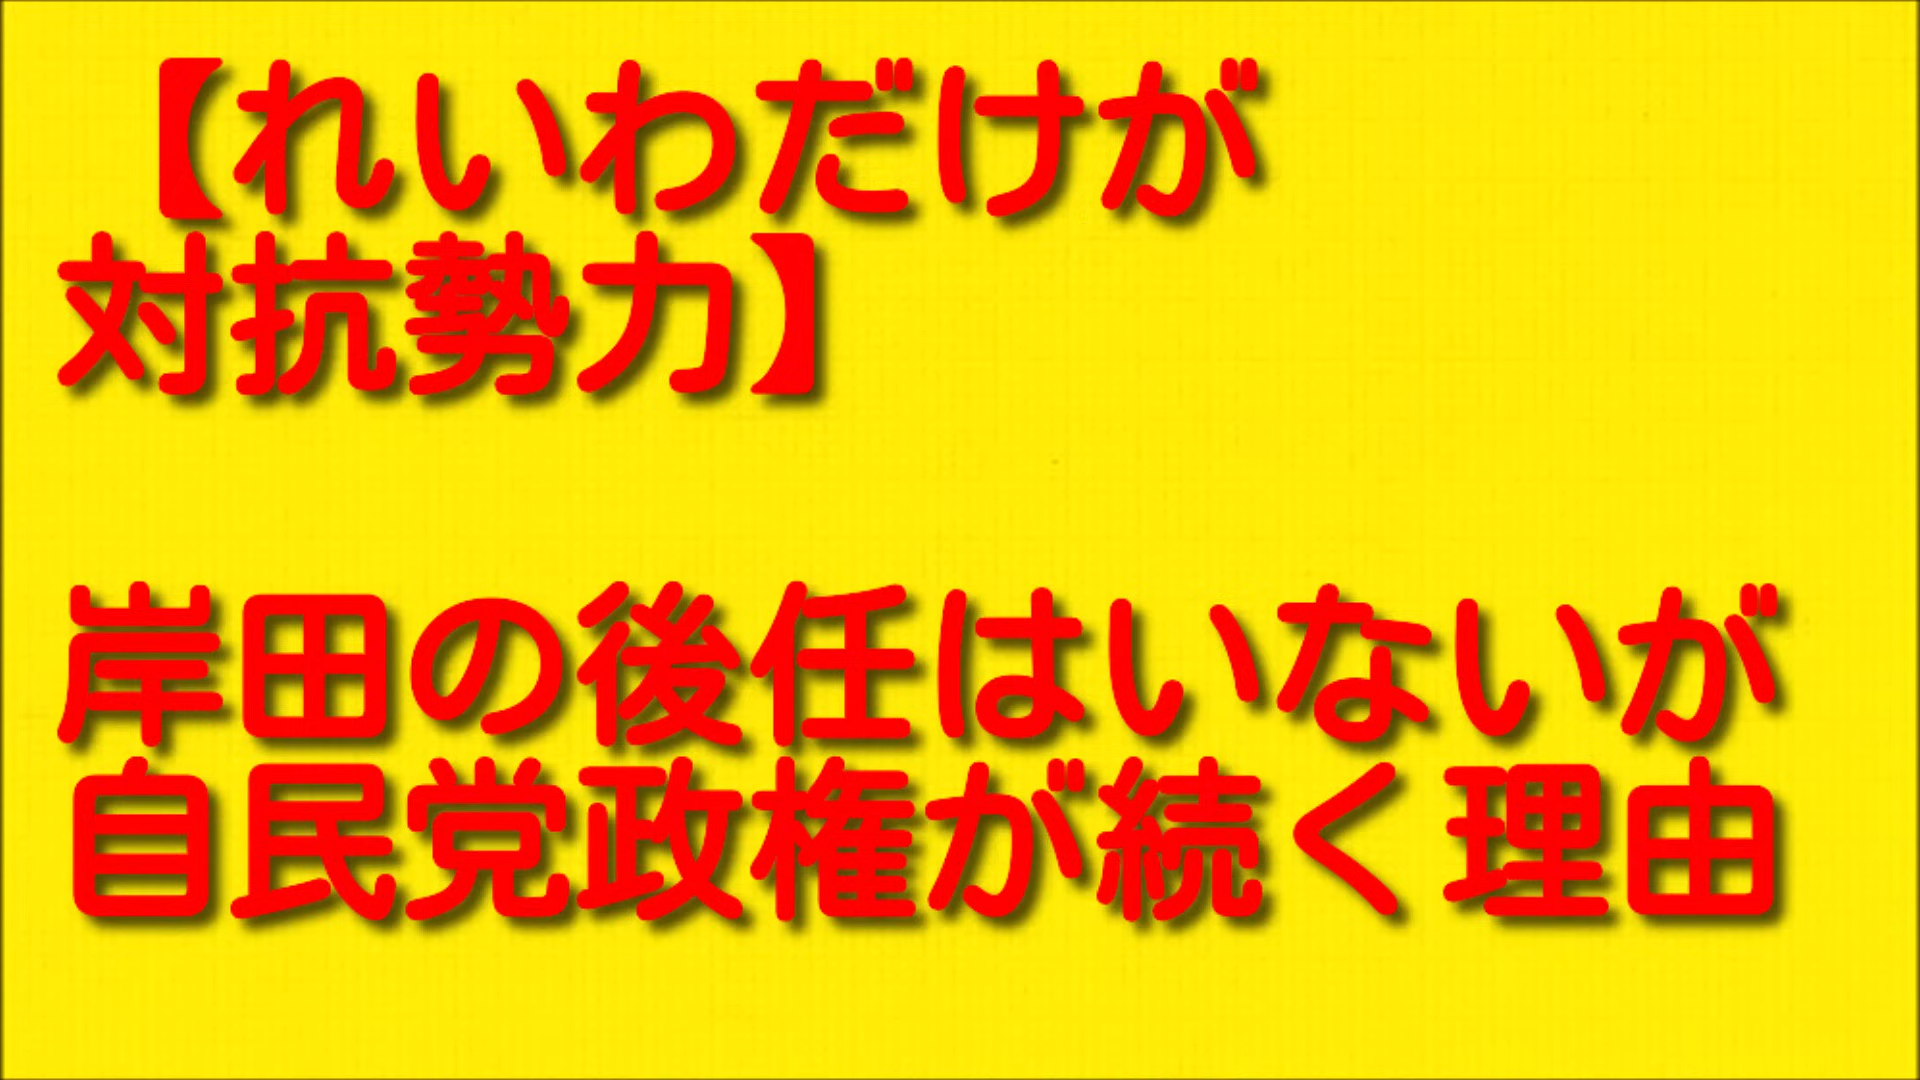 【れいわだけが
対抗勢力】
岸田の後任はいないが
自民党政権が続く理由